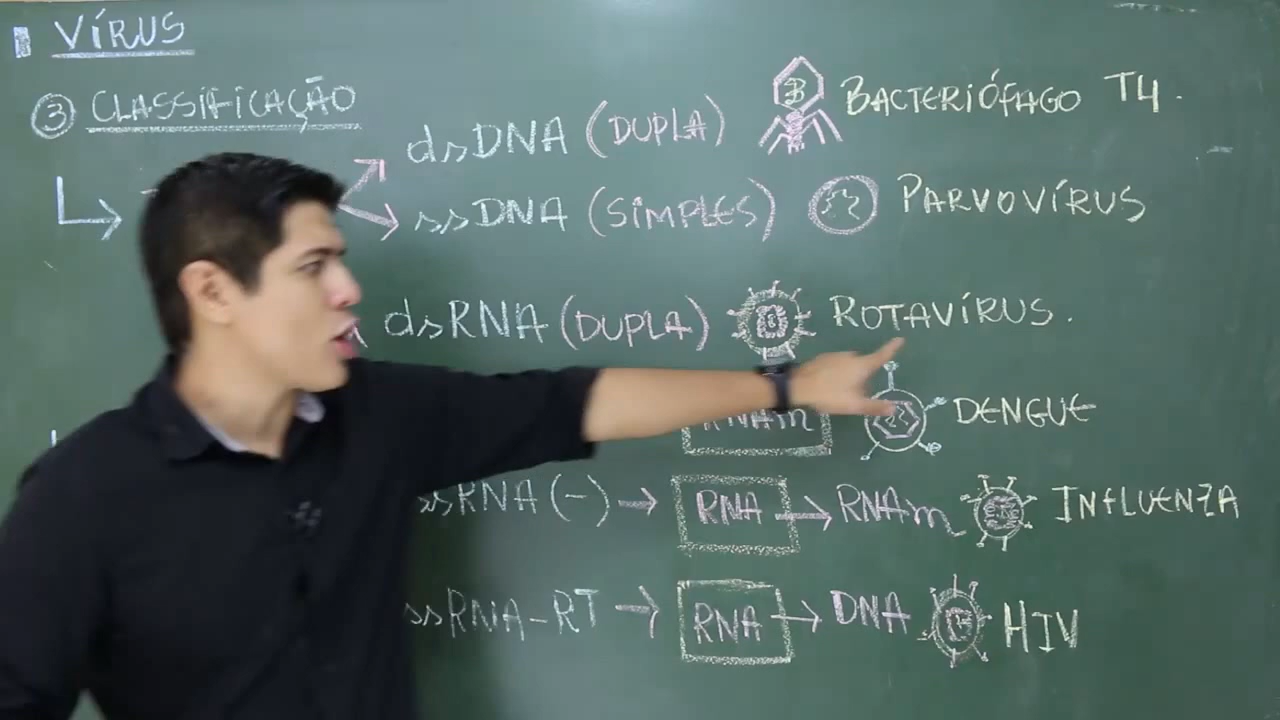 VÍRUS
③ CLASSIFICAÇÃO
dsDNA (DUPLA) BACTERIÓFAGO T4.
ssDNA (SIMPLES) PARVOVÍRUS
dsRNA (DUPLA) ROTAVÍRUS.
RNAm DENGUE
ssRNA (-) → RNA → RNAm INFLUENZA
ssRNA-RT → RNA → DNA HIV